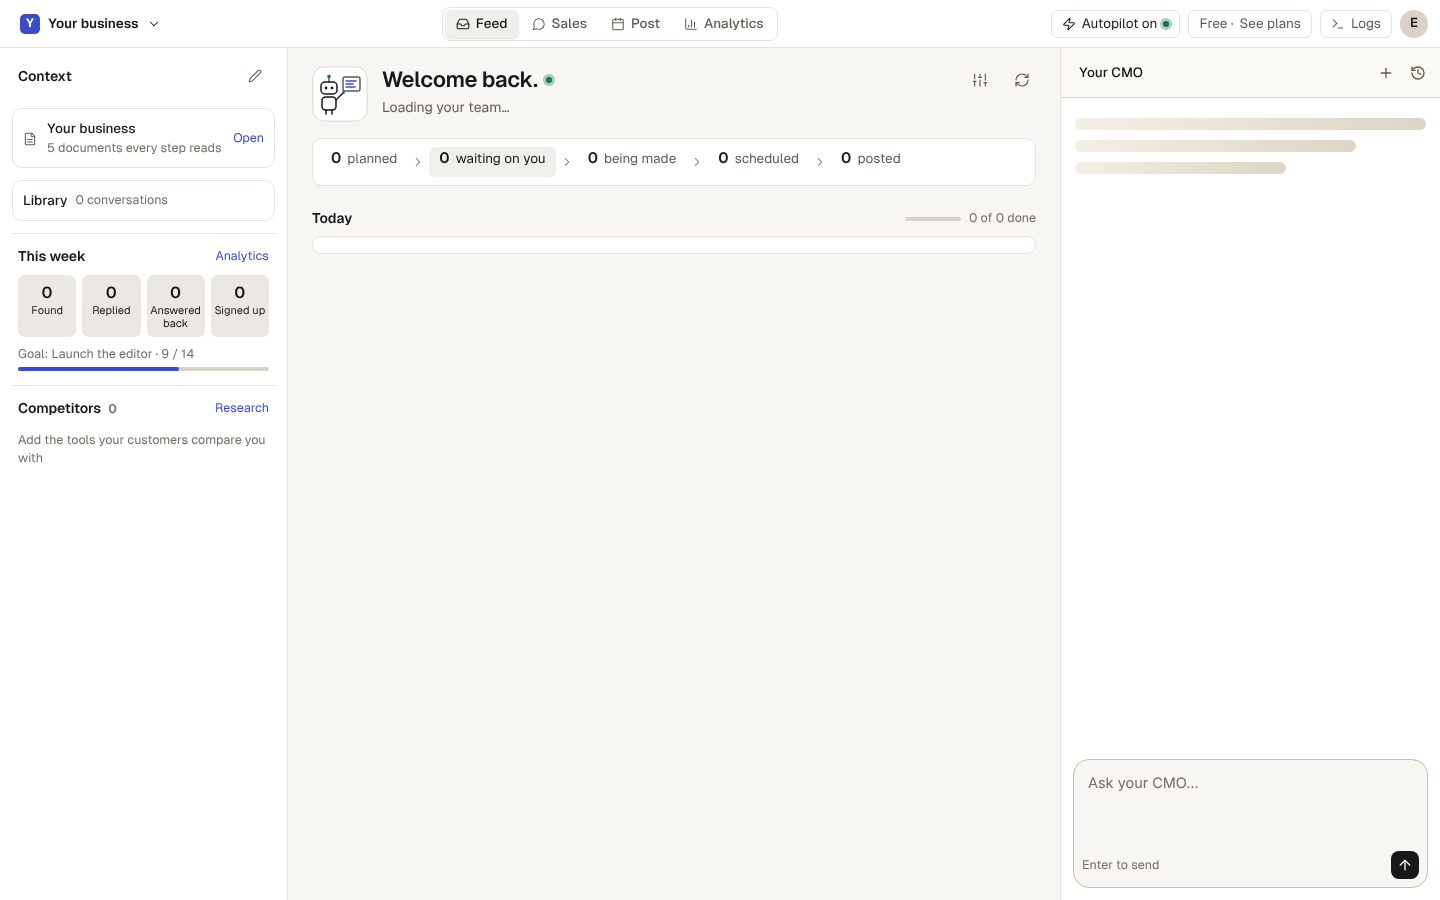 Y Your business
Feed
Sales
Post
Analytics
Autopilot on
Free · See plans
Logs
E
Context
Your business
5 documents every step reads
Open
Library 0 conversations
This week
Analytics
0 Found
0 Replied
0 Answered back
0 Signed up
Goal: Launch the editor · 9 / 14
Competitors 0
Research
Add the tools your customers compare you
with
Welcome back.
Loading your team...
0 planned
0 waiting on you
0 being made
0 scheduled
0 posted
Today
0 of 0 done
Your CMO
Ask your CMO...
Enter to send